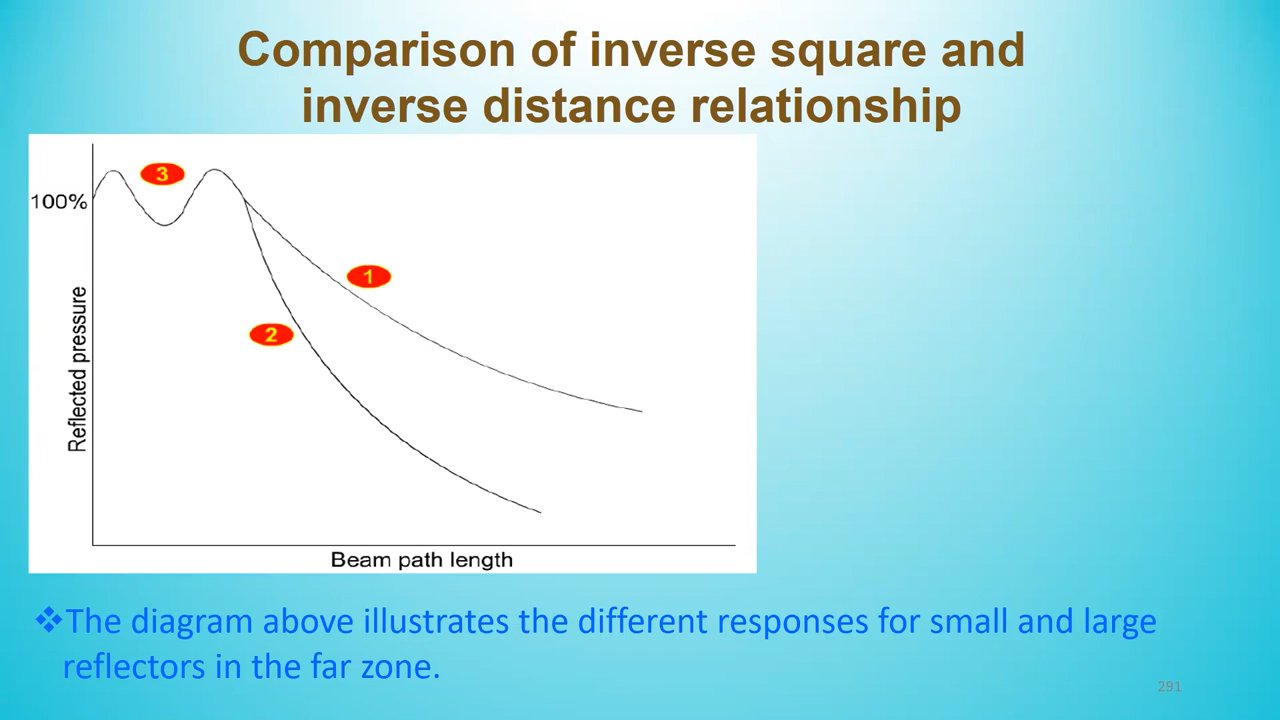 Comparison of inverse square and
inverse distance relationship
3
100%
1
2
Reflected pressure
Beam path length
❖The diagram above illustrates the different responses for small and large
reflectors in the far zone.
291